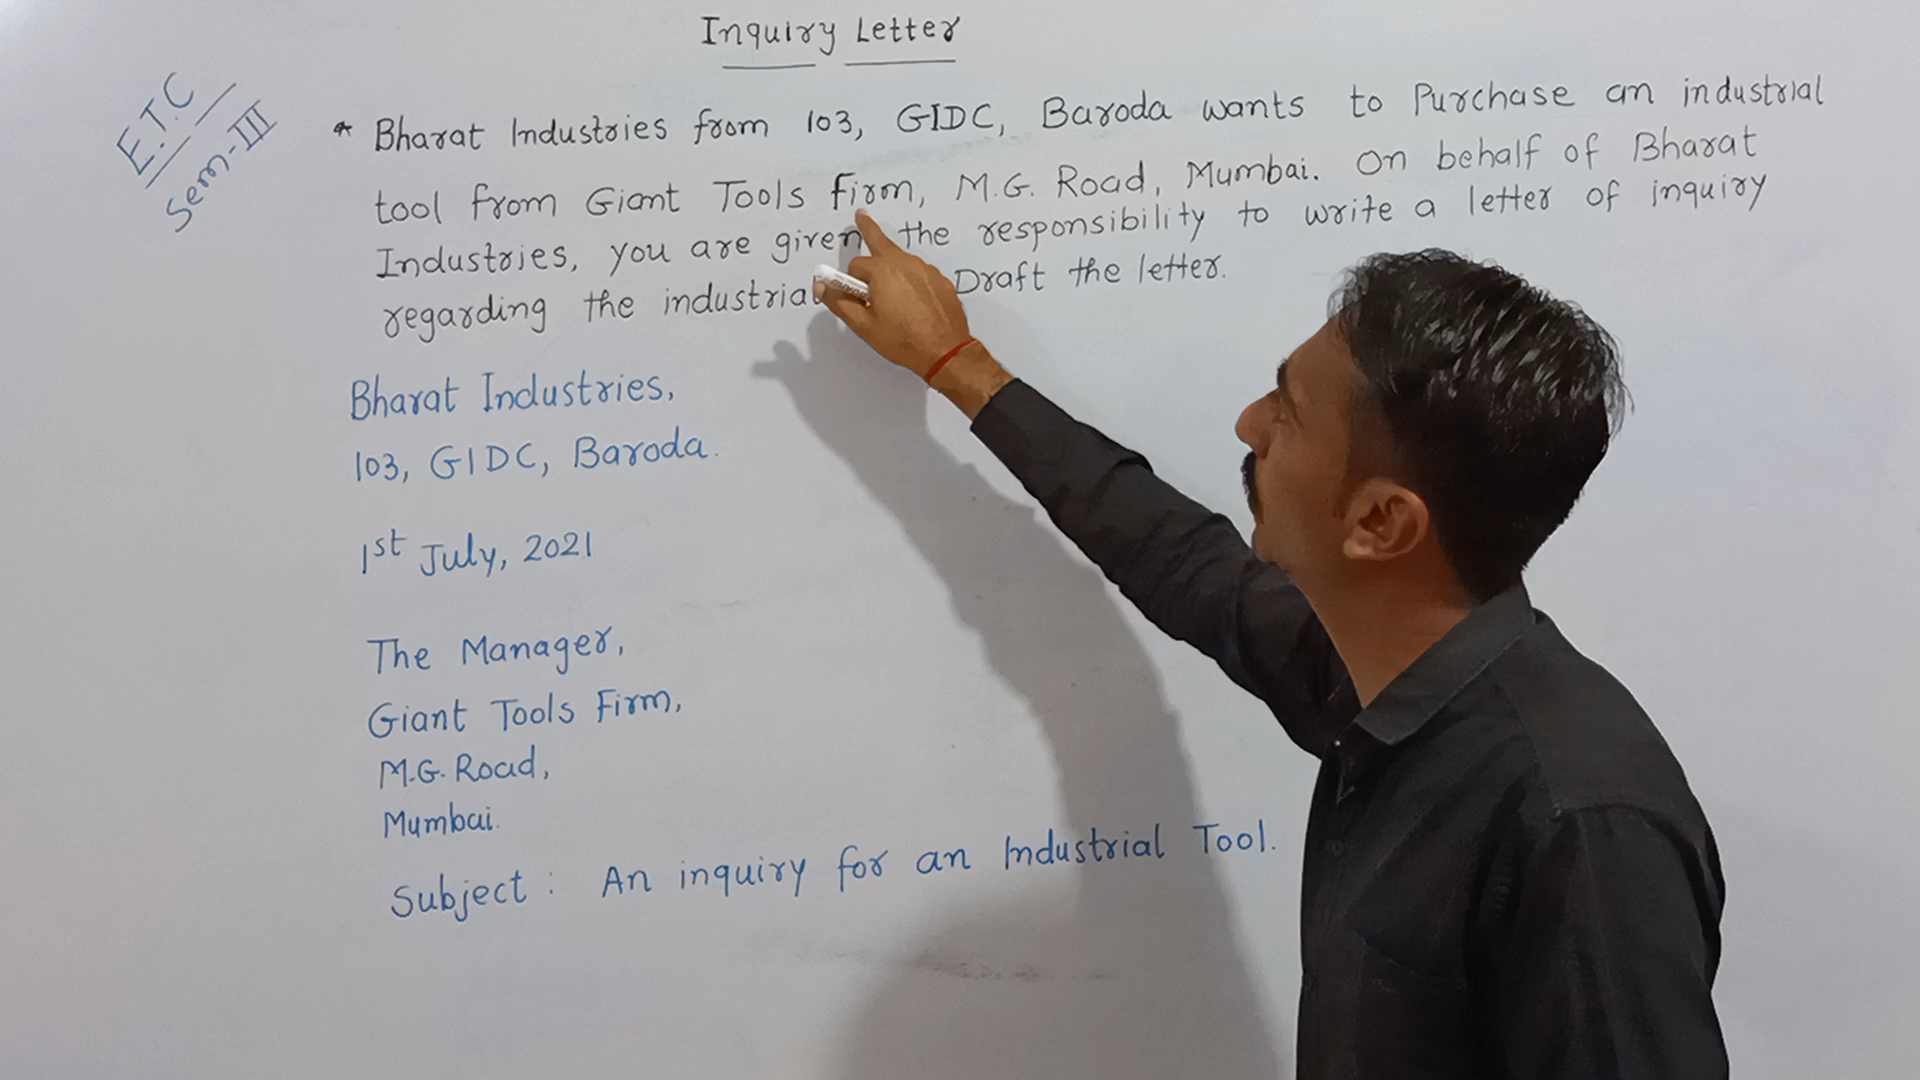 Inquiry Letter
E.T.C
Sem-III
* Bharat Industries from 103, GIDC, Baroda wants to Purchase an industrial
tool from Giant Tools Firm, M.G. Road, Mumbai. On behalf of Bharat
Industries, you are given the responsibility to write a letter of inquiry
regarding the industrial Draft the letter.
Bharat Industries,
103, GIDC, Baroda.
1st July, 2021
The Manager,
Giant Tools Firm,
M.G. Road,
Mumbai.
Subject : An inquiry for an Industrial Tool.